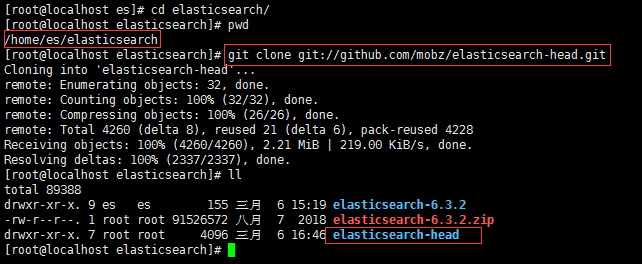 [root@localhost es]# cd elasticsearch/
[root@localhost elasticsearch]# pwd
/home/es/elasticsearch
[root@localhost elasticsearch]# git clone git://github.com/mobz/elasticsearch-head.git
Cloning into 'elasticsearch-head'...
remote: Enumerating objects: 32, done.
remote: Counting objects: 100% (32/32), done.
remote: Compressing objects: 100% (26/26), done.
remote: Total 4260 (delta 8), reused 21 (delta 6), pack-reused 4228
Receiving objects: 100% (4260/4260), 2.21 MiB | 219.00 KiB/s, done.
Resolving deltas: 100% (2337/2337), done.
[root@localhost elasticsearch]# ll
total 89388
drwxr-xr-x. 9 es   es        155 三月  6 15:19 elasticsearch-6.3.2
-rw-r--r--. 1 root root 91526572 八月  7  2018 elasticsearch-6.3.2.zip
drwxr-xr-x. 7 root root     4096 三月  6 16:46 elasticsearch-head
[root@localhost elasticsearch]#